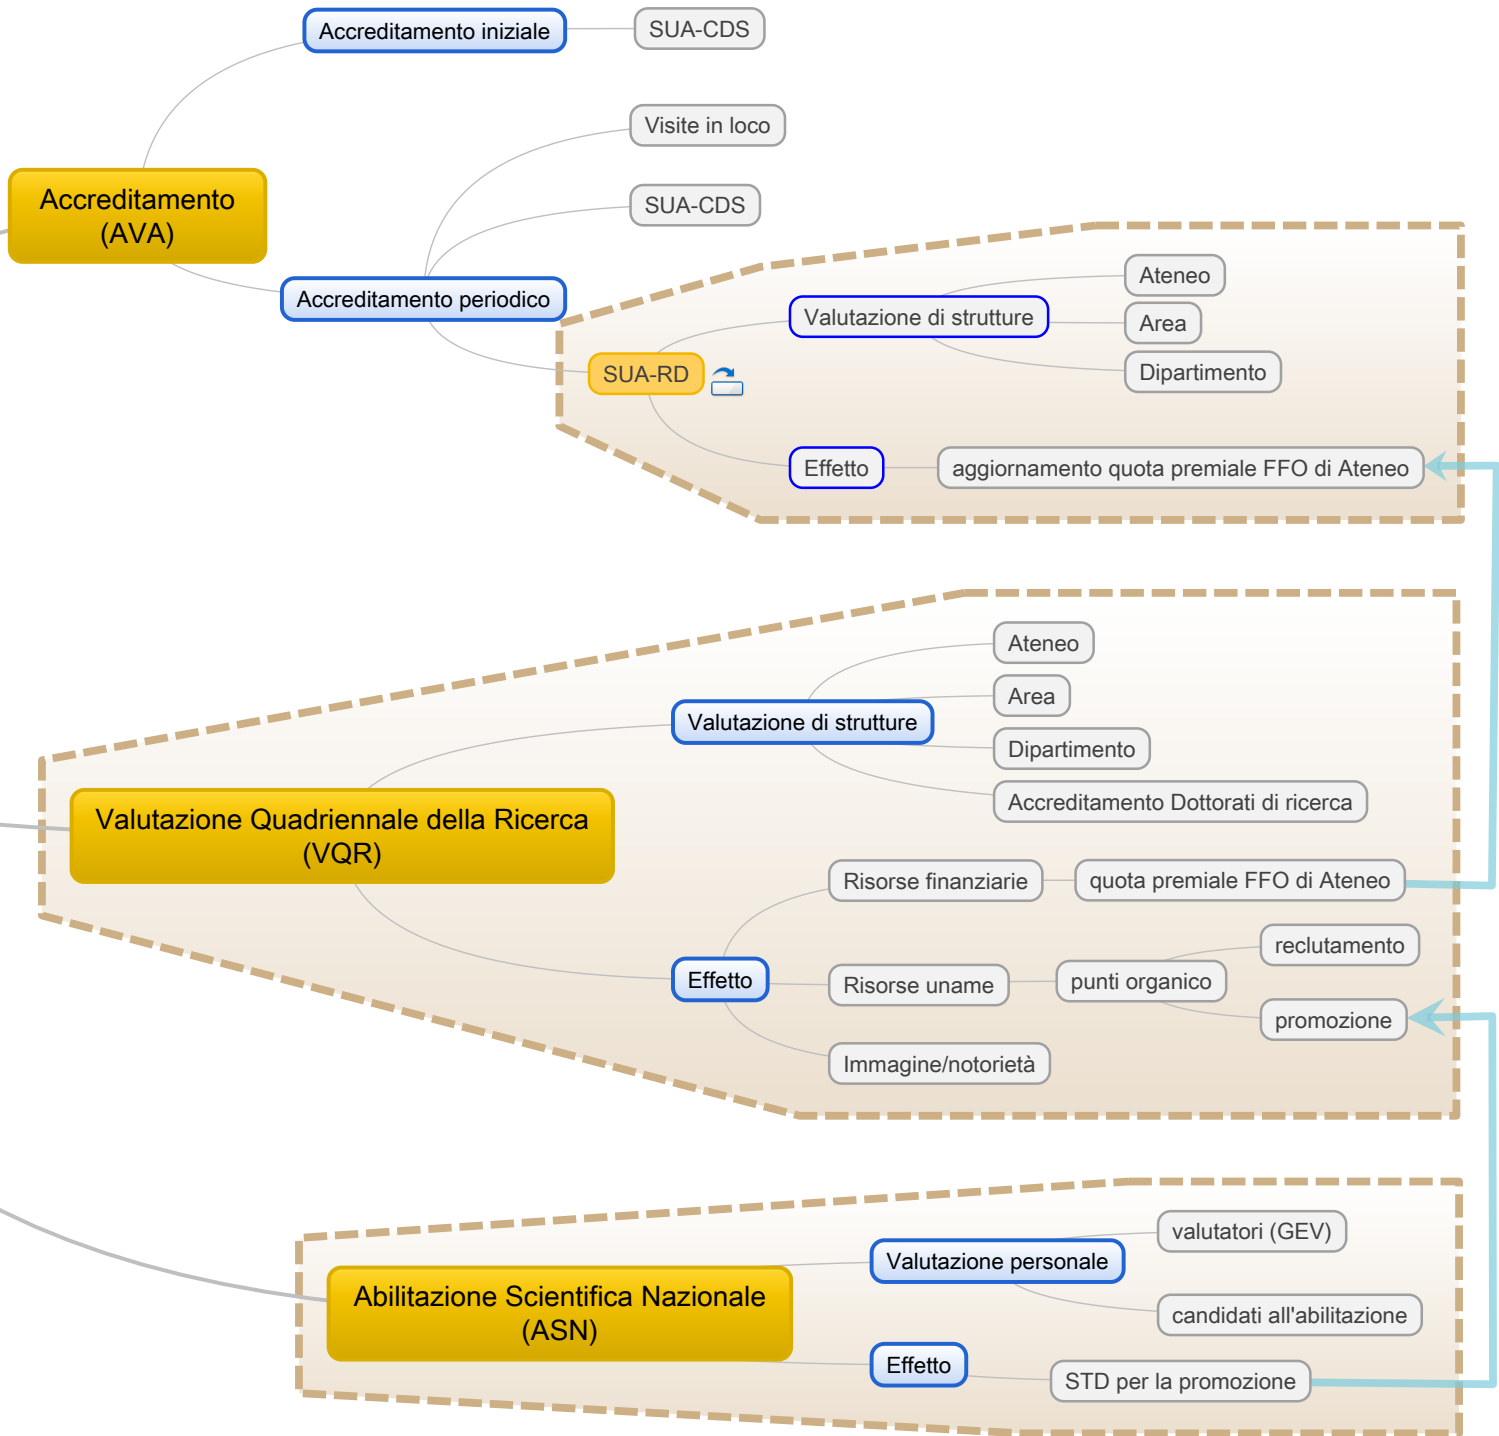 Accreditamento iniziale
SUA-CDS
Visite in loco
Accreditamento
(AVA)
SUA-CDS
Accreditamento periodico
Ateneo
Valutazione di strutture
Area
SUA-RD
Dipartimento
Effetto
aggiornamento quota premiale FFO di Ateneo
Ateneo
Area
Valutazione di strutture
Dipartimento
Accreditamento Dottorati di ricerca
Valutazione Quadriennale della Ricerca
(VQR)
Risorse finanziarie
quota premiale FFO di Ateneo
reclutamento
Effetto
Risorse uname
punti organico
promozione
Immagine/notorietà
valutatori (GEV)
Valutazione personale
Abilitazione Scientifica Nazionale
(ASN)
candidati all'abilitazione
Effetto
STD per la promozione